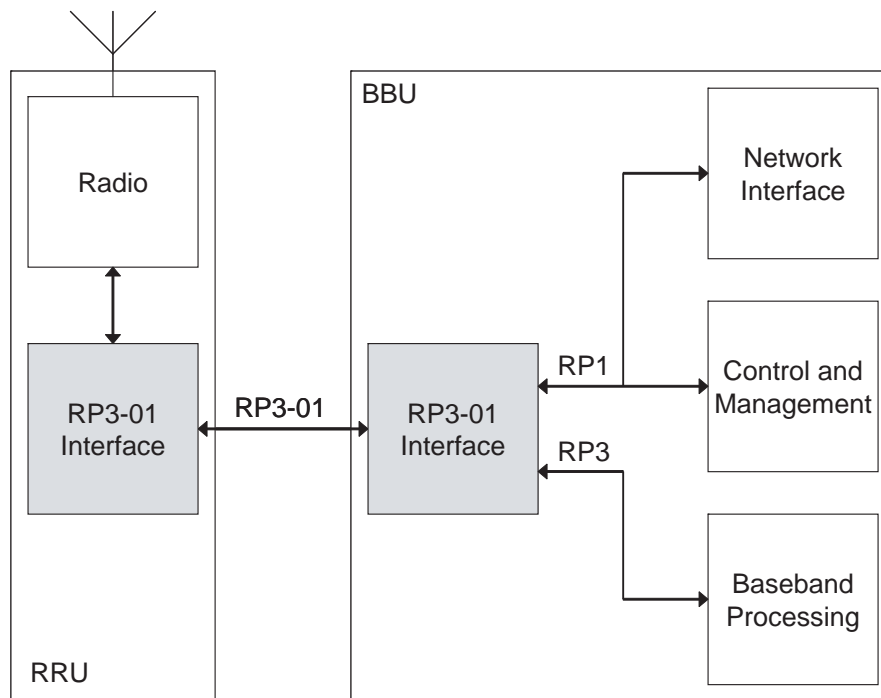 BBU
Radio
Network
Interface
RP1
Control and
Management
RP3-01
Interface
RP3-01
RP3-01
Interface
RP3
Baseband
Processing
RRU